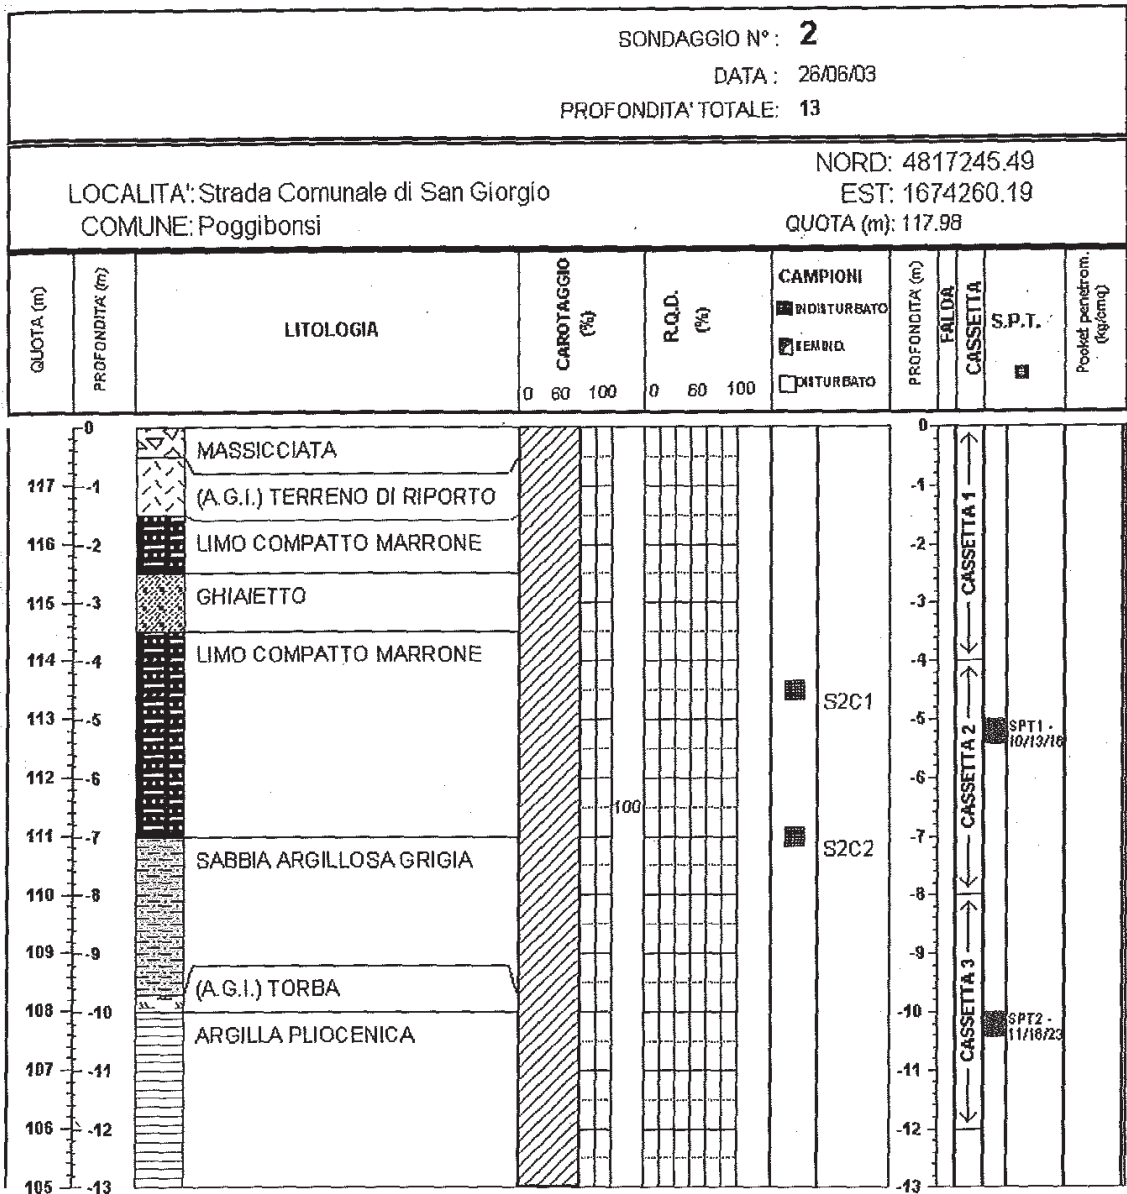 SONDAGGIO N°: 2
DATA: 26/06/03
PROFONDITA' TOTALE: 13
LOCALITA': Strada Comunale di San Giorgio
COMUNE: Poggibonsi
NORD: 4817245.49
EST: 1674260.19
QUOTA (m): 117.98
QUOTA (m)
PROFONDITA' (m)
LITOLOGIA
CAROTAGGIO (%)
0 60 100
R.Q.D. (%)
0 60 100
CAMPIONI
INDISTURBATO
DISTURBATO
PROFONDITA' (m)
FALDA
CASSETTA
S.P.T.
Pocket penetrom. (kg/cmq)
0
117 -1
116 -2
115 -3
114 -4
113 -5
112 -6
111 -7
110 -8
109 -9
108 -10
107 -11
106 -12
105 -13
MASSICCIATA
(A.G.I.) TERRENO DI RIPORTO
LIMO COMPATTO MARRONE
GHIAIETTO
LIMO COMPATTO MARRONE
SABBIA ARGILLOSA GRIGIA
(A.G.I.) TORBA
ARGILLA PLIOCENICA
100
S2C1
S2C2
0
-1
-2
-3
-4
-5
-6
-7
-8
-9
-10
-11
-12
-13
CASSETTA 1
CASSETTA 2
CASSETTA 3
SPT1 -
10/13/16
SPT2 -
11/18/23